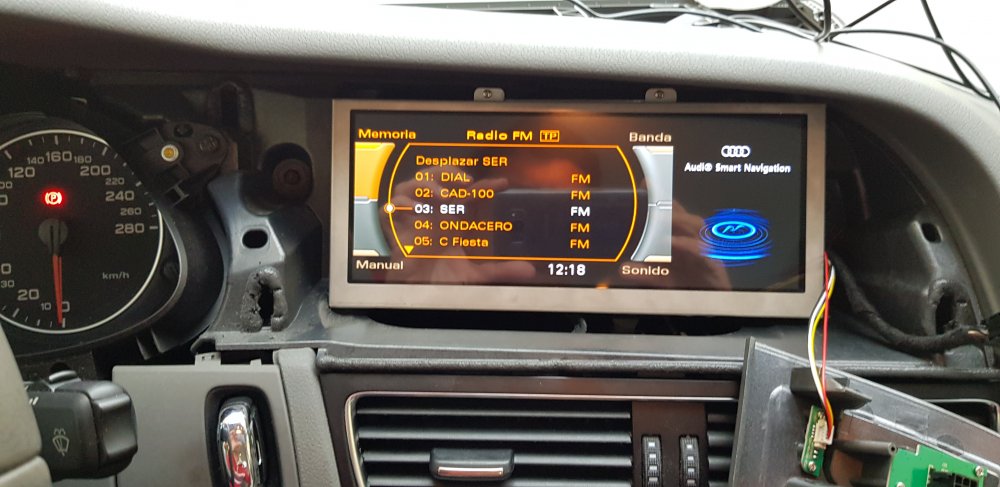 Memoria
Radio FM TP
Banda
Desplazar SER
01: DIAL FM
02: CAD-100 FM
03: SER FM
04: ONDACERO FM
05: C Fiesta FM
Manual
12:18
Sonido
Audi® Smart Navigation
120
140
160
180
200
220
240
260
280
km/h
20
10
0
(P)